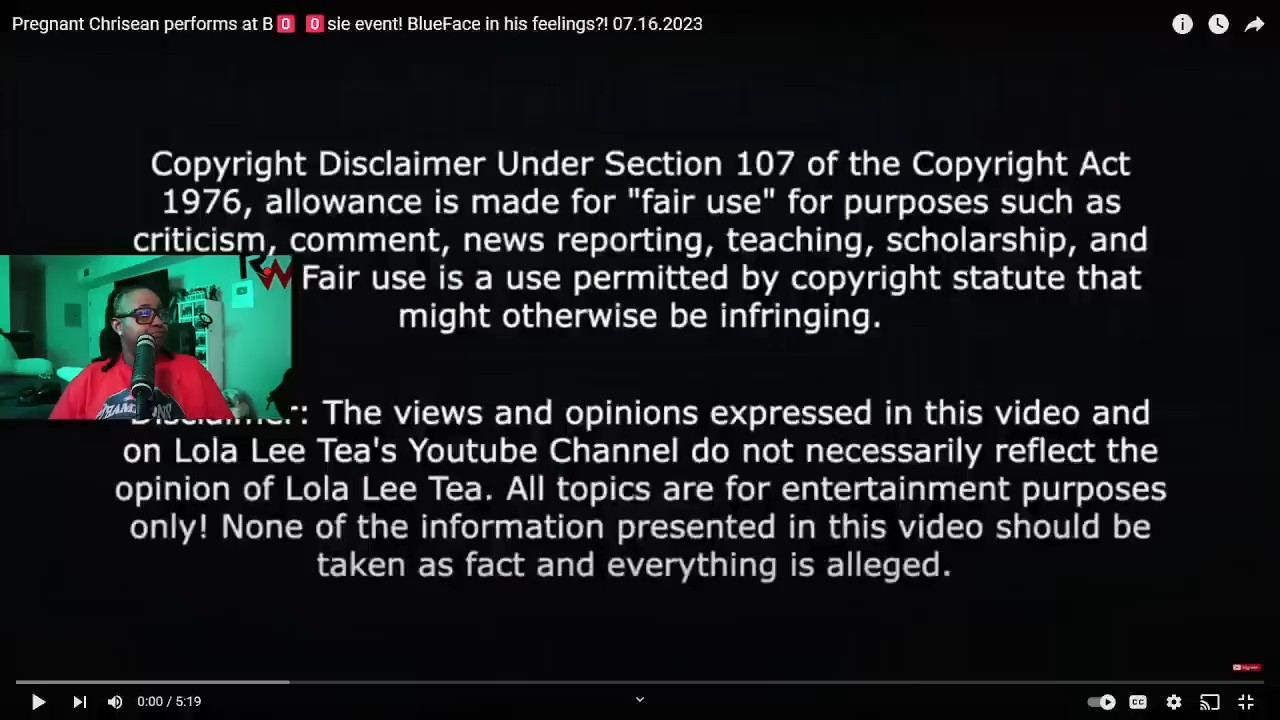 Pregnant Chrisean performs at B🅾️ 🅾️sie event! BlueFace in his feelings?! 07.16.2023
Copyright Disclaimer Under Section 107 of the Copyright Act
1976, allowance is made for "fair use" for purposes such as
criticism, comment, news reporting, teaching, scholarship, and
RW Fair use is a use permitted by copyright statute that
might otherwise be infringing.
Disclaimer: The views and opinions expressed in this video and
on Lola Lee Tea's Youtube Channel do not necessarily reflect the
opinion of Lola Lee Tea. All topics are for entertainment purposes
only! None of the information presented in this video should be
taken as fact and everything is alleged.
0:00 / 5:19
CC